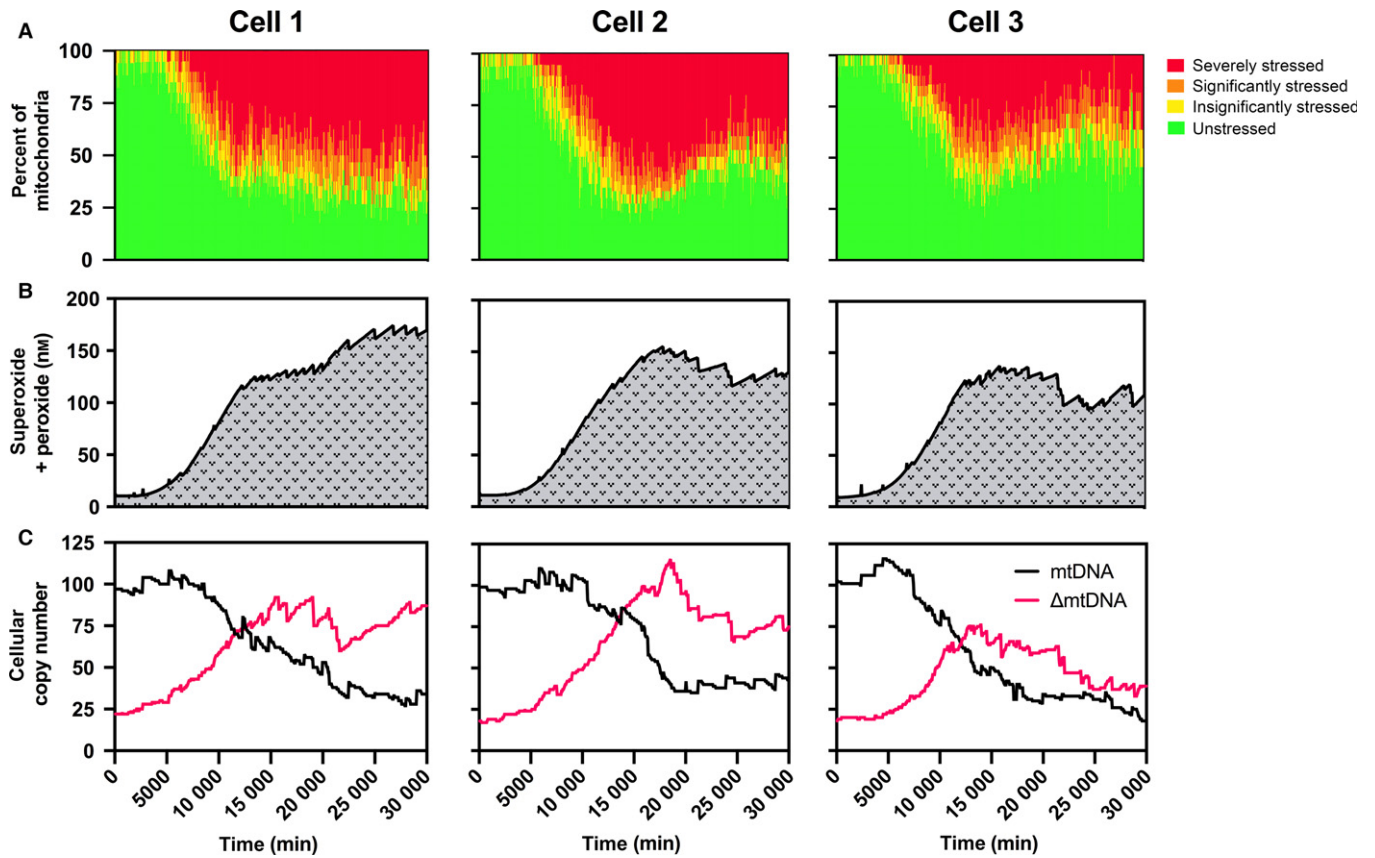 Cell 1
Cell 2
Cell 3
A
Percent of
mitochondria
100
75
50
25
0
Severely stressed
Significantly stressed
Insignificantly stressed
Unstressed
B
Superoxide
+ peroxide (nM)
200
150
100
50
0
C
Cellular
copy number
125
100
75
50
25
0
mtDNA
ΔmtDNA
0 5000 10 000 15 000 20 000 25 000 30 000
0 5000 10 000 15 000 20 000 25 000 30 000
0 5000 10 000 15 000 20 000 25 000 30 000
Time (min)
Time (min)
Time (min)